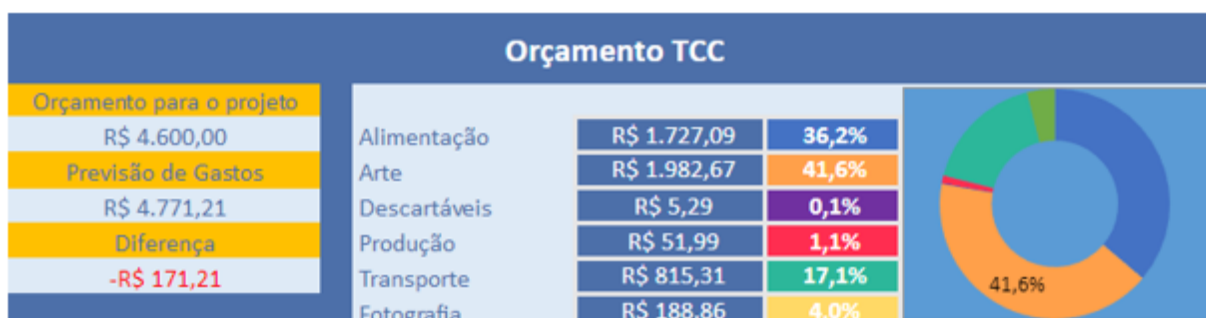 Orçamento TCC
Orçamento para o projeto
R$ 4.600,00
Previsão de Gastos
R$ 4.771,21
Diferença
-R$ 171,21
Alimentação R$ 1.727,09 36,2%
Arte R$ 1.982,67 41,6%
Descartáveis R$ 5,29 0,1%
Produção R$ 51,99 1,1%
Transporte R$ 815,31 17,1%
Fotografia R$ 188,86 4,0%
41,6%